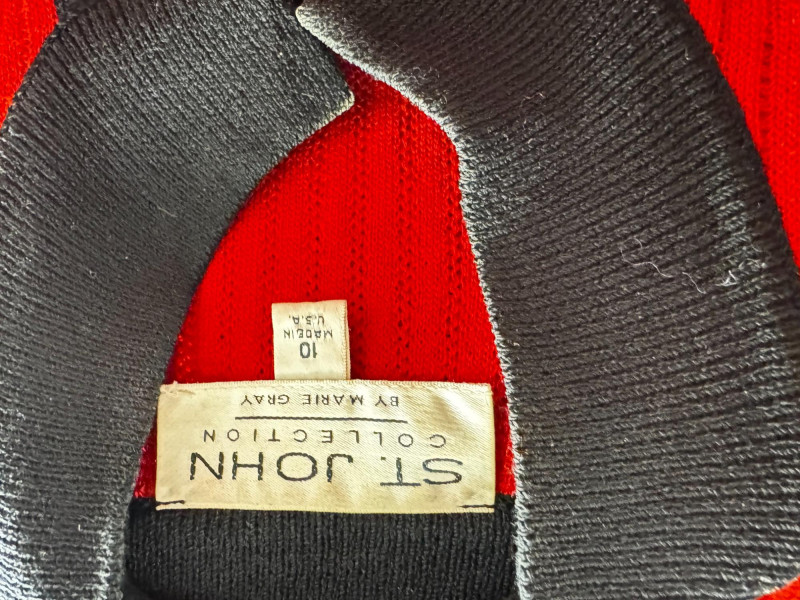 ST. JOHN
COLLECTION
BY MARIE GRAY
10
MADE IN
U.S.A.